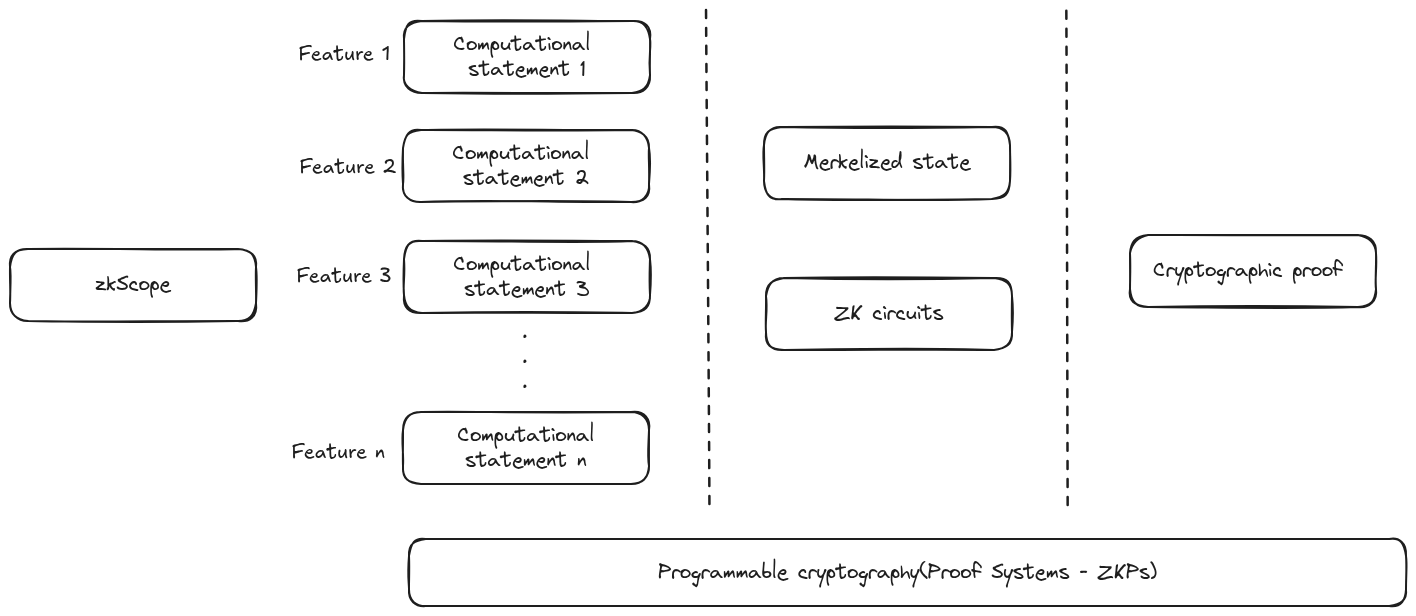 Feature 1
Computational
statement 1
Feature 2
Computational
statement 2
zkScope
Feature 3
Computational
statement 3
.
.
.
Feature n
Computational
statement n
Merkelized state
ZK circuits
Cryptographic proof
Programmable cryptography(Proof Systems - ZKPs)